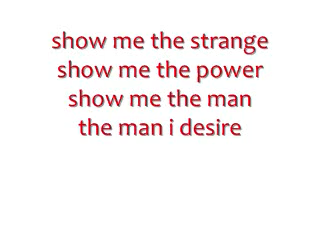 show me the strange
show me the power
show me the man
the man i desire